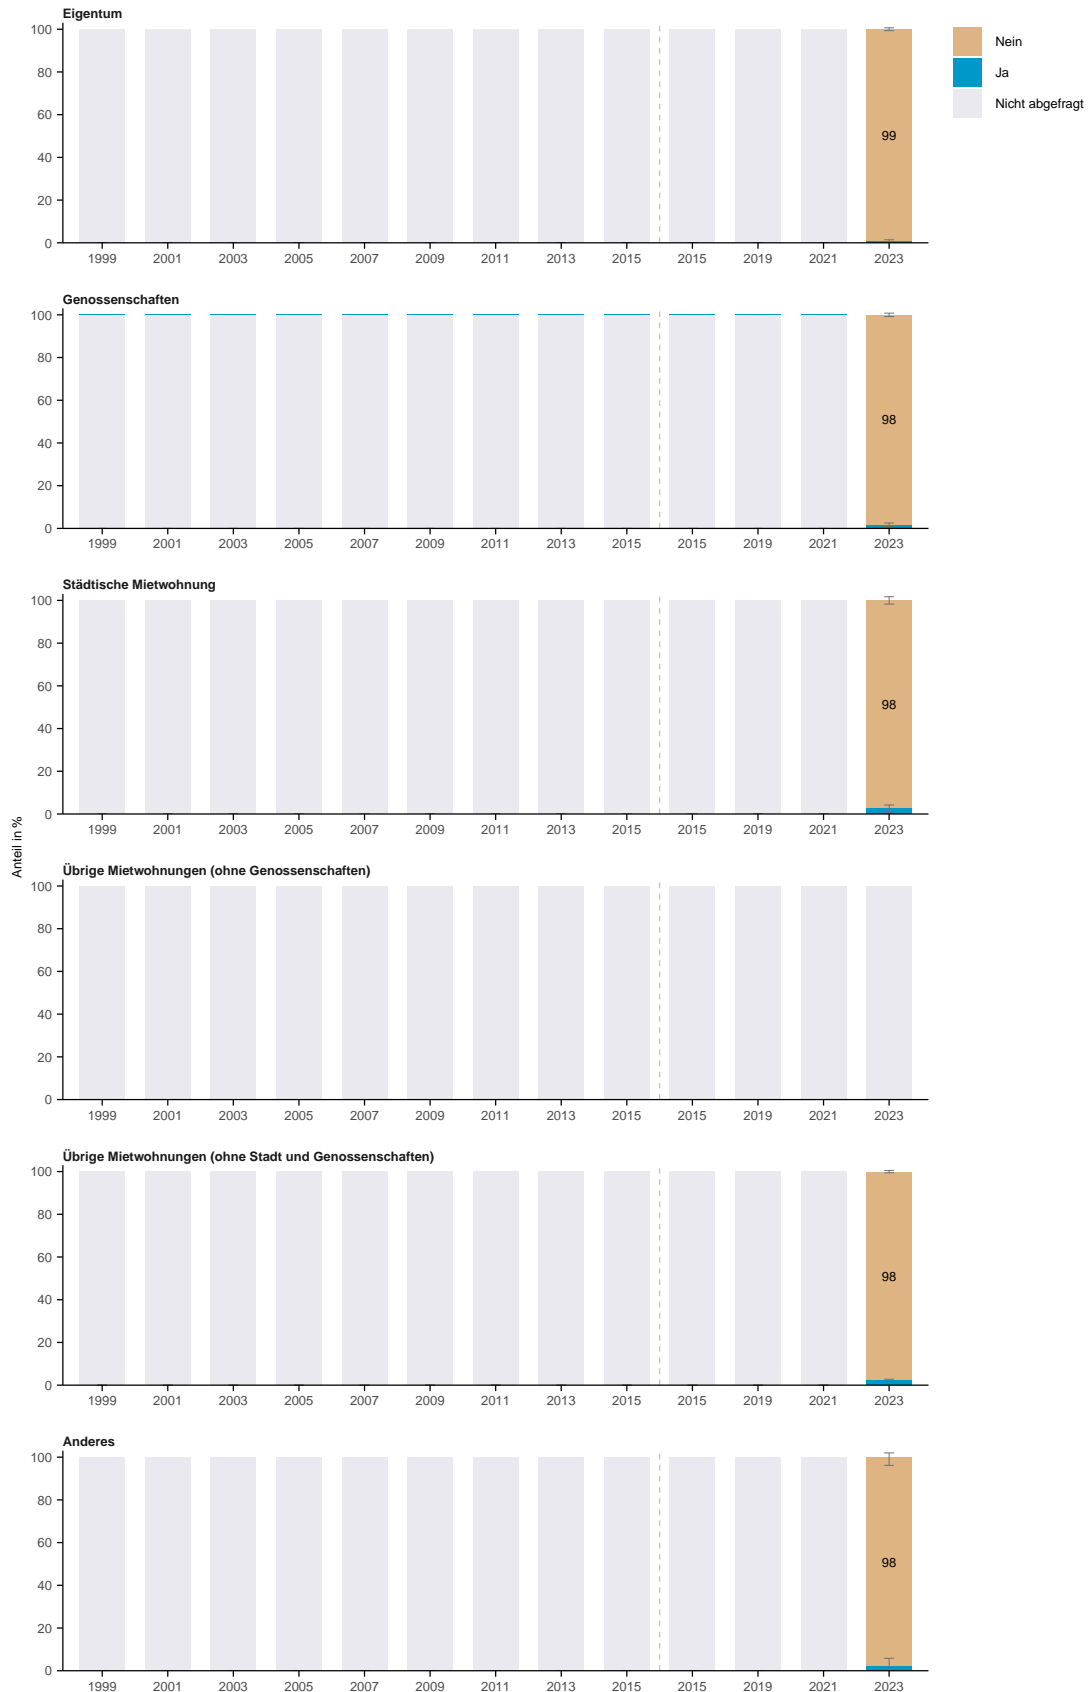 Eigentum
100
80
60
40
20
0
99
1999 2001 2003 2005 2007 2009 2011 2013 2015 2015 2019 2021 2023
Nein
Ja
Nicht abgefragt
Genossenschaften
100
80
60
40
20
0
98
1999 2001 2003 2005 2007 2009 2011 2013 2015 2015 2019 2021 2023
Städtische Mietwohnung
100
80
60
40
20
0
98
1999 2001 2003 2005 2007 2009 2011 2013 2015 2015 2019 2021 2023
Anteil in %
Übrige Mietwohnungen (ohne Genossenschaften)
100
80
60
40
20
0
1999 2001 2003 2005 2007 2009 2011 2013 2015 2015 2019 2021 2023
Übrige Mietwohnungen (ohne Stadt und Genossenschaften)
100
80
60
40
20
0
98
1999 2001 2003 2005 2007 2009 2011 2013 2015 2015 2019 2021 2023
Anderes
100
80
60
40
20
0
98
1999 2001 2003 2005 2007 2009 2011 2013 2015 2015 2019 2021 2023